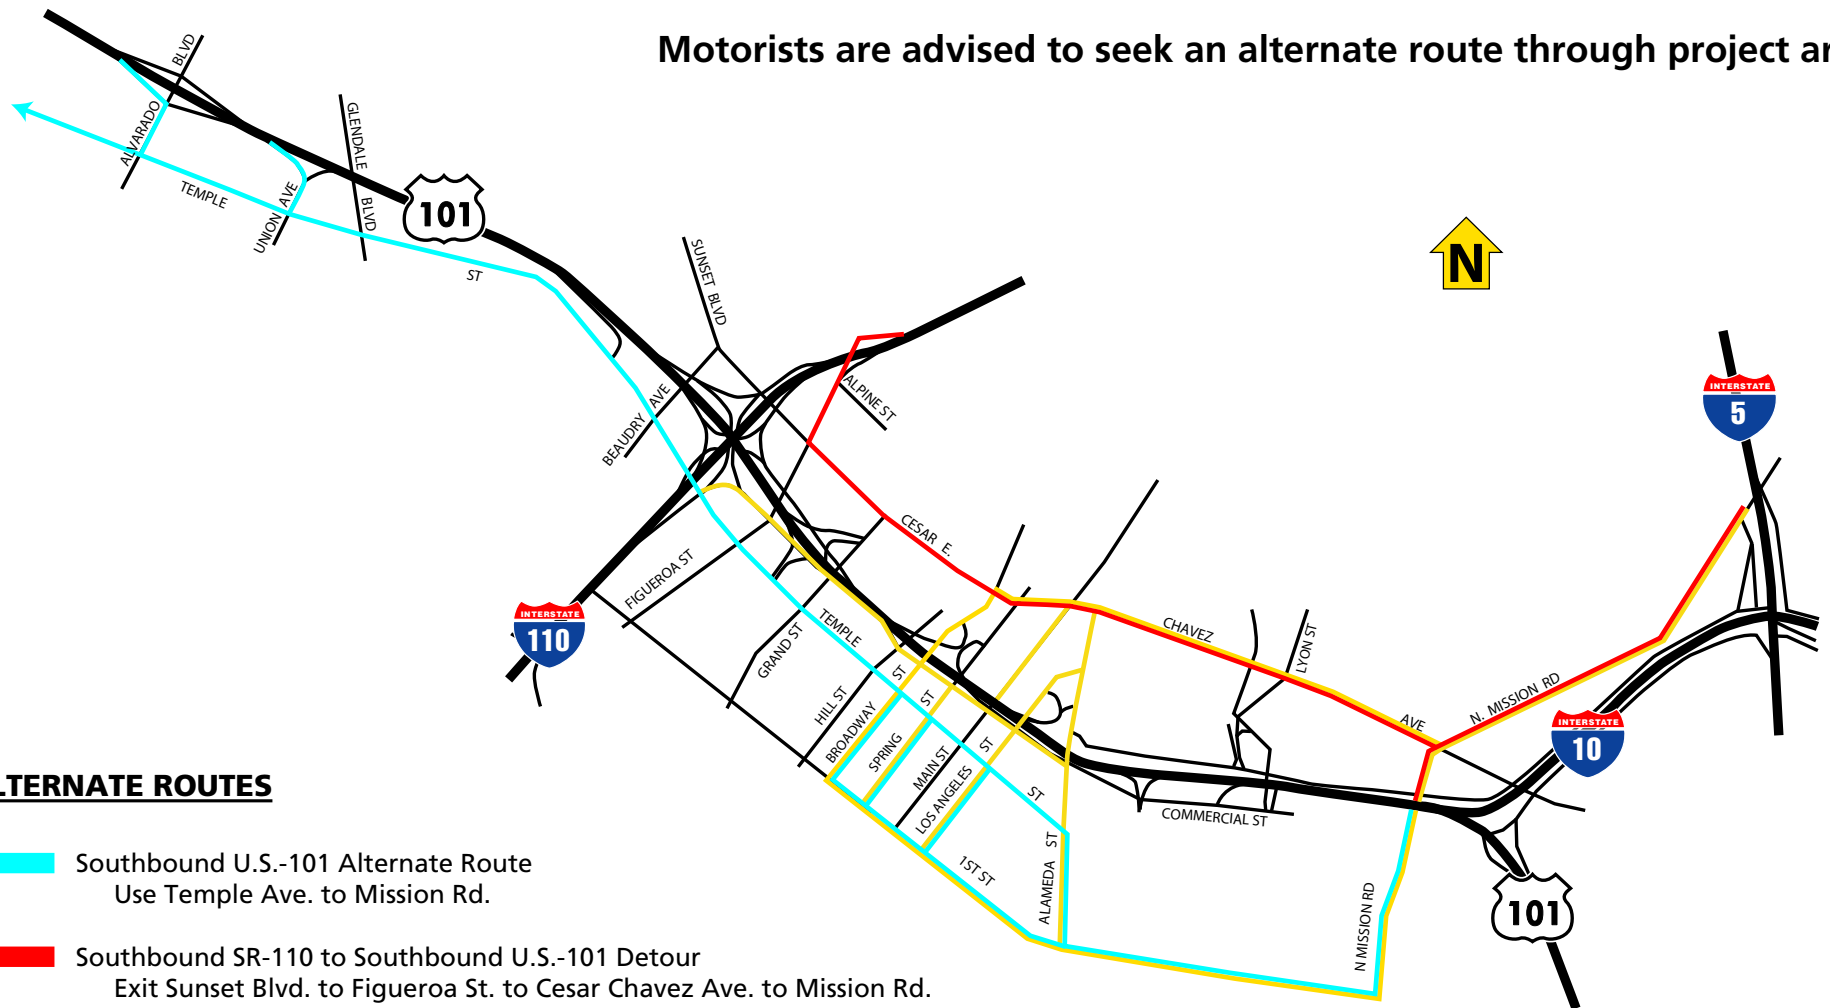 Motorists are advised to seek an alternate route through project
BLVD
ALVARADO
TEMPLE
UNION AVE
GLENDALE
BLVD
101
ST
SUNSET BLVD
N
BEAUDRY AVE
ALPINE ST
INTERSTATE
5
CESAR E.
FIGUEROA ST
INTERSTATE
110
TEMPLE
GRAND ST
CHAVEZ
LYON ST
HILL ST
BROADWAY ST
SPRING ST
MAIN ST
LOS ANGELES ST
AVE
N. MISSION RD
INTERSTATE
10
ST
COMMERCIAL ST
1ST ST
ALAMEDA ST
N MISSION RD
101
LTERNATE ROUTES
Southbound U.S.-101 Alternate Route
Use Temple Ave. to Mission Rd.
Southbound SR-110 to Southbound U.S.-101 Detour
Exit Sunset Blvd. to Figueroa St. to Cesar Chavez Ave. to Mission Rd.